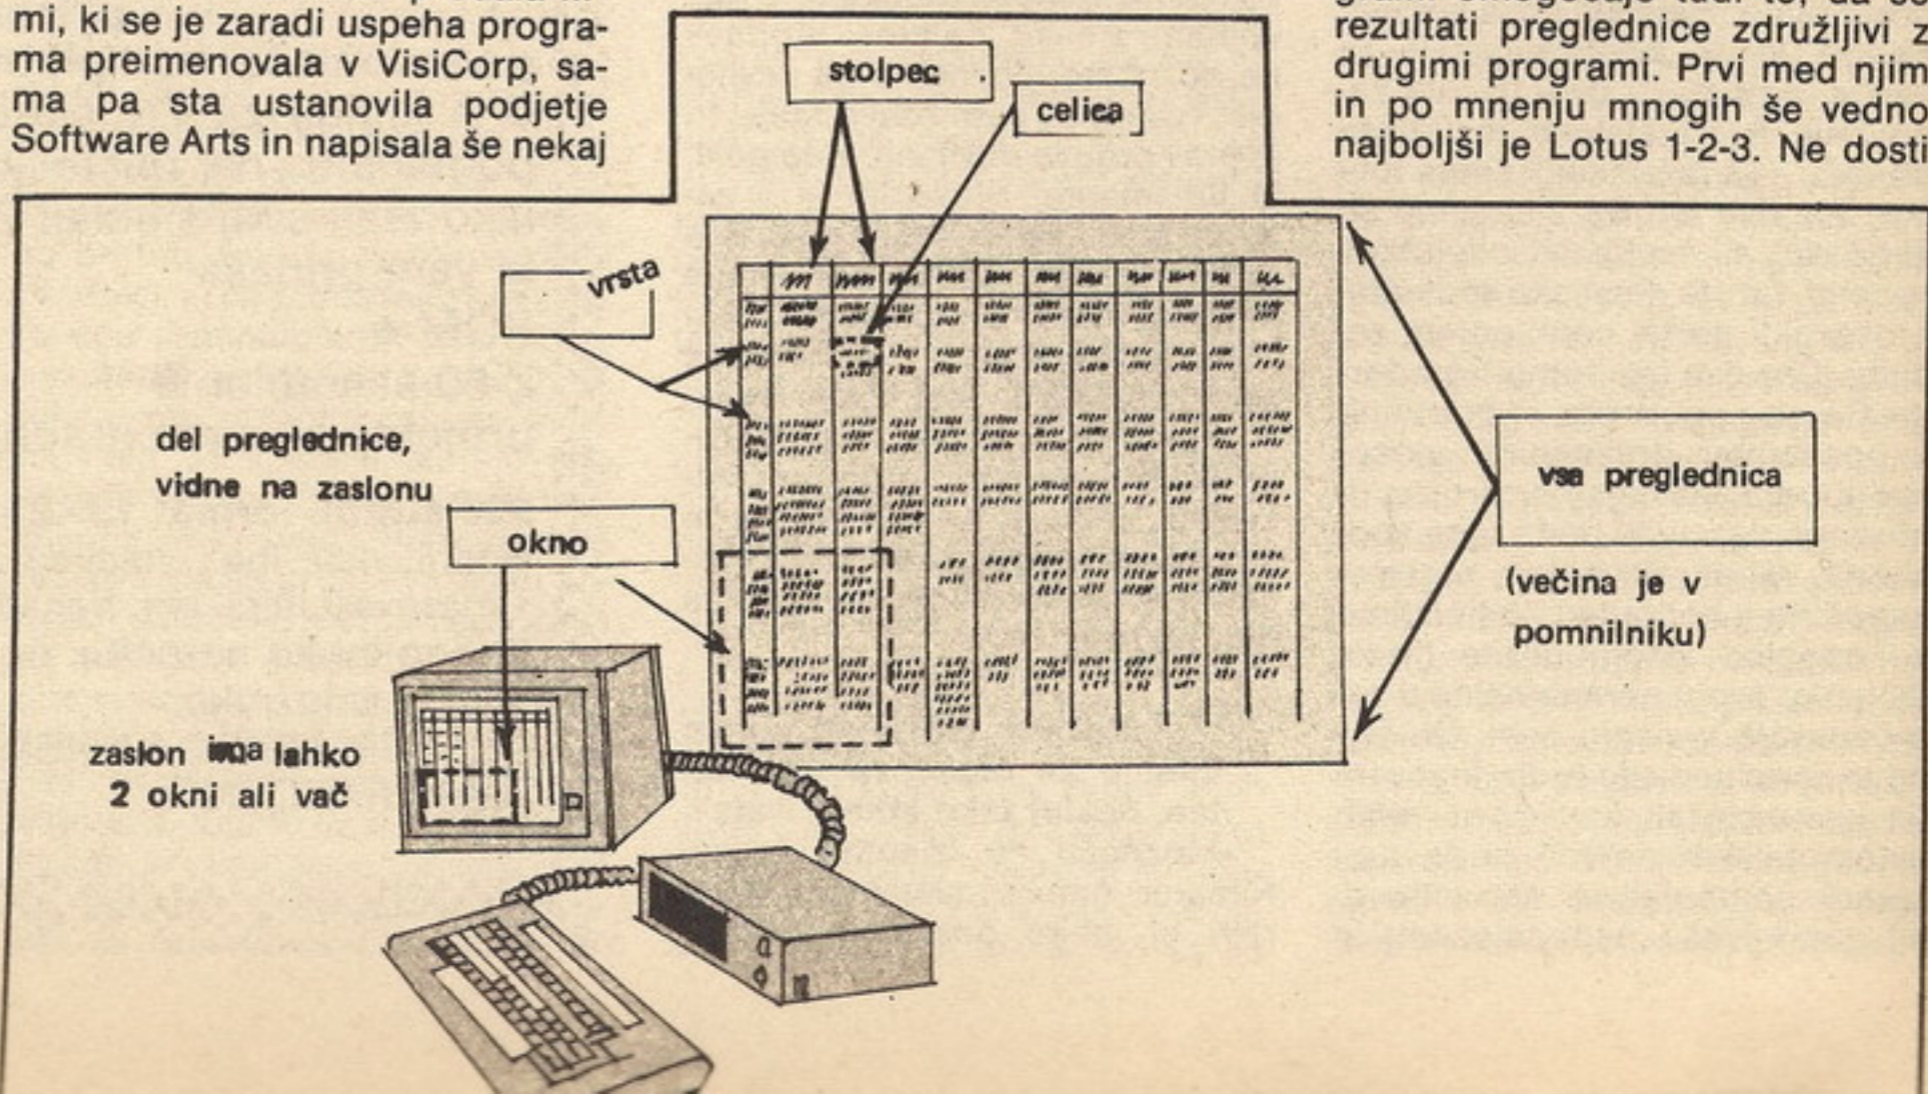 mi, ki se je zaradi uspeha progra-
ma preimenovala v VisiCorp, sa-
ma pa sta ustanovila podjetje
Software Arts in napisala še nekaj
rezultati preglednice združljivi z
drugimi programi. Prvi med njim
in po mnenju mnogih še vedno
najboljši je Lotus 1-2-3. Ne dosti
stolpec
celica
vrsta
del preglednice,
vidne na zaslonu
okno
vsa preglednica
(večina je v
pomnilniku)
zaslon ima lahko
2 okni ali vač